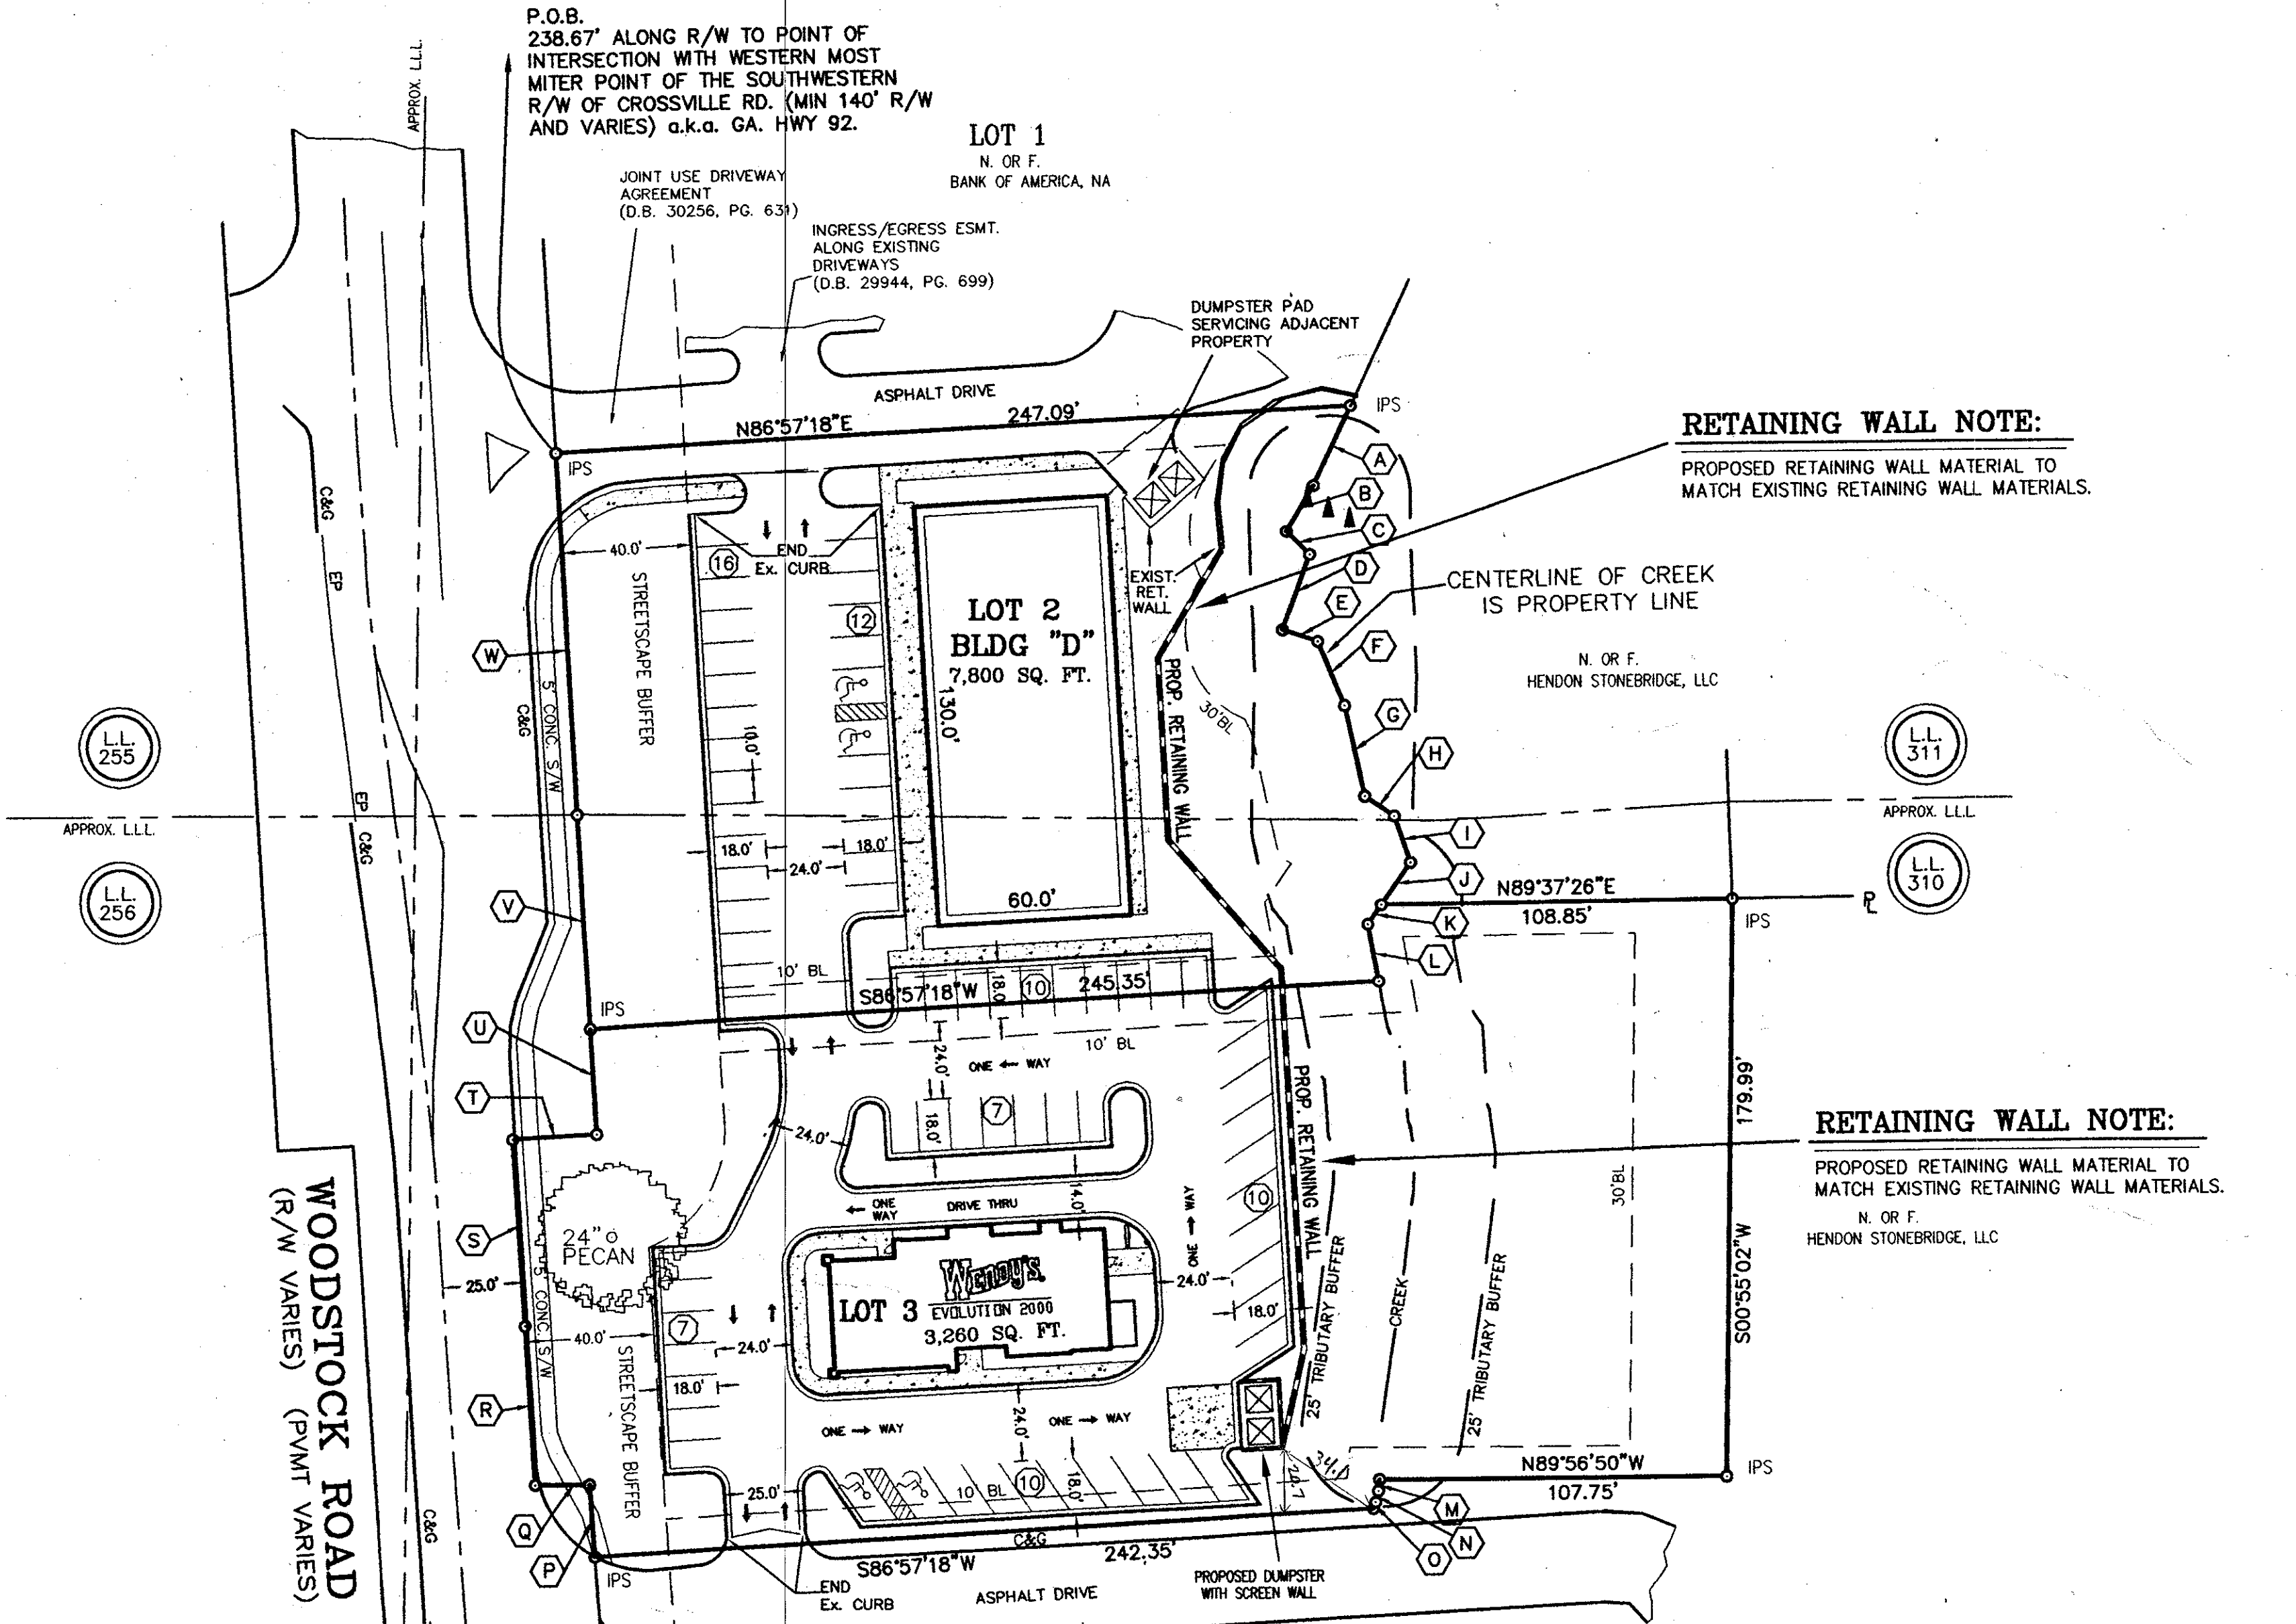 P.O.B.
238.67' ALONG R/W TO POINT OF
INTERSECTION WITH WESTERN MOST
MITER POINT OF THE SOUTHWESTERN
R/W OF CROSSVILLE RD. (MIN 140' R/W
AND VARIES) a.k.a. GA. HWY 92.
APPROX. L.L.L.
LOT 1
N. OR F.
BANK OF AMERICA, NA
JOINT USE DRIVEWAY
AGREEMENT
(D.B. 30256, PG. 631)
INGRESS/EGRESS ESMT.
ALONG EXISTING
DRIVEWAYS
(D.B. 29944, PG. 699)
DUMPSTER PAD
SERVICING ADJACENT
PROPERTY
ASPHALT DRIVE
N86°57'18"E
247.09'
IPS
IPS
RETAINING WALL NOTE:
PROPOSED RETAINING WALL MATERIAL TO
MATCH EXISTING RETAINING WALL MATERIALS.
A
B
C
D
E
F
G
H
I
J
K
L
C&G
EP
40.0'
16
END
Ex. CURB
12
STREETSCAPE BUFFER
EXIST.
RET.
WALL
CENTERLINE OF CREEK
IS PROPERTY LINE
LOT 2
BLDG "D"
7,800 SQ. FT.
130.0'
60.0'
N. OR F.
HENDON STONEBRIDGE, LLC
W
5' CONC. S/W
C&G
10.0'
PROP. RETAINING WALL
30'BL
L.L.
255
APPROX. L.L.L.
L.L.
256
L.L.
311
APPROX. L.L.L.
L.L.
310
EP
C&G
18.0'
24.0'
18.0'
V
N89°37'26"E
108.85'
PL
IPS
10' BL
S86°57'18"W
18.0'
10
245.35'
IPS
U
24.0'
ONE WAY
10' BL
T
24.0'
18.0'
7
14.0'
PROP. RETAINING WALL
10
179.99'
S00°55'02"W
30'BL
RETAINING WALL NOTE:
PROPOSED RETAINING WALL MATERIAL TO
MATCH EXISTING RETAINING WALL MATERIALS.
N. OR F.
HENDON STONEBRIDGE, LLC
ONE
WAY
DRIVE THRU
ONE WAY
S
24" ø
PECAN
25.0'
5' CONC. S/W
40.0'
7
24.0'
18.0'
STREETSCAPE BUFFER
Wendy's
LOT 3
EVOLUTION 2000
3,260 SQ. FT.
24.0'
18.0'
25' TRIBUTARY BUFFER
CREEK
25' TRIBUTARY BUFFER
WOODSTOCK ROAD
(R/W VARIES) (PVMT VARIES)
R
ONE WAY
24.0'
ONE WAY
C&G
25.0'
10' BL
10
18.0'
20.7
34.0
N89°56'50"W
107.75'
IPS
M
N
O
Q
P
IPS
S86°57'18"W
C&G
242.35'
END
Ex. CURB
ASPHALT DRIVE
PROPOSED DUMPSTER
WITH SCREEN WALL